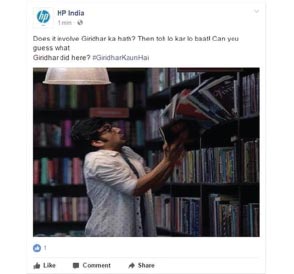 HP India
1 min
Does it involve Giridhar ka hath? Then toh lo kar lo baat! Can you
guess what
Giridhar did here? #GiridharKaunHai
1
Like Comment Share